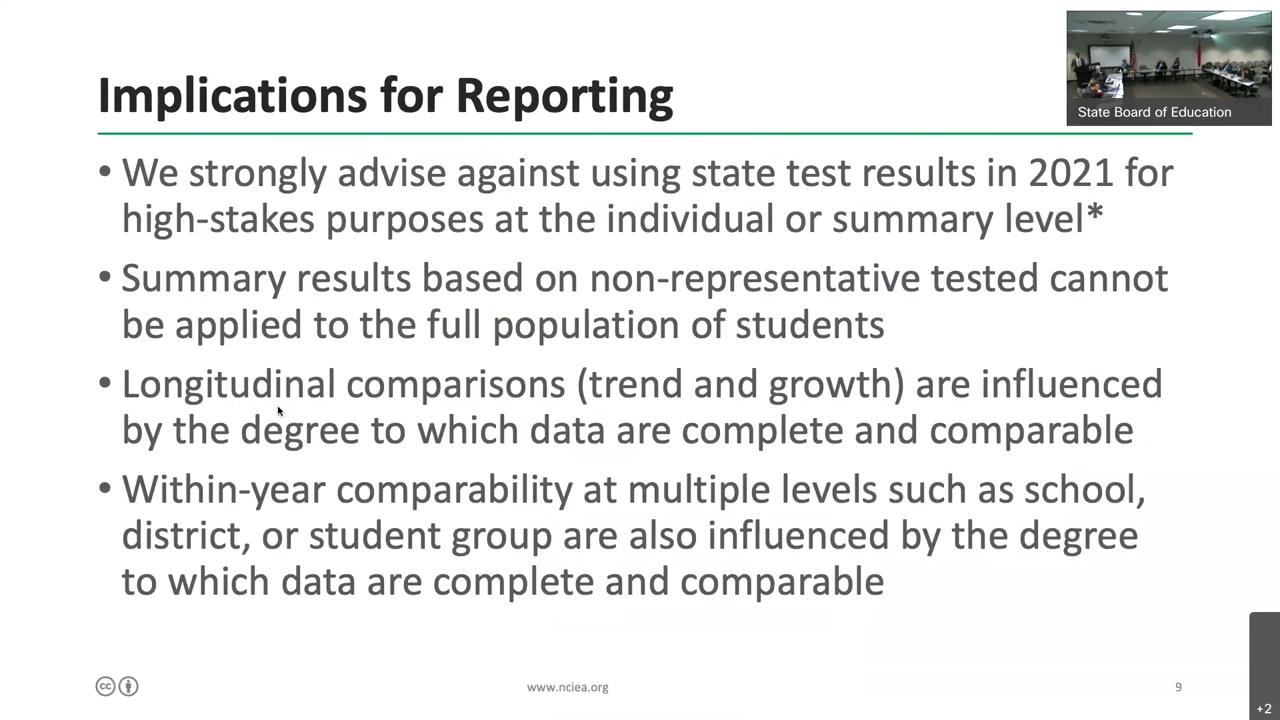 State Board of Education
Implications for Reporting
• We strongly advise against using state test results in 2021 for
high-stakes purposes at the individual or summary level*
• Summary results based on non-representative tested cannot
be applied to the full population of students
• Longitudinal comparisons (trend and growth) are influenced
by the degree to which data are complete and comparable
• Within-year comparability at multiple levels such as school,
district, or student group are also influenced by the degree
to which data are complete and comparable
cc
www.nciea.org
9
+2